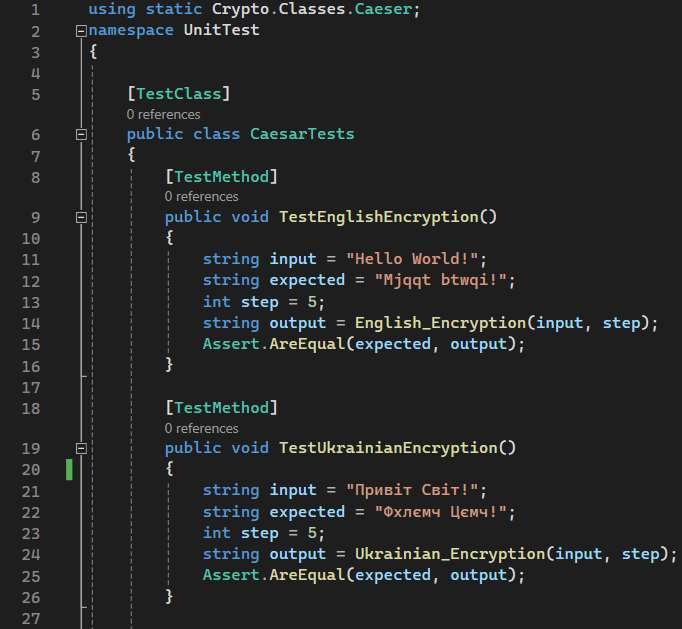 1 using static Crypto.Classes.Caeser;
2 namespace UnitTest
3 {
4
5 [TestClass]
0 references
6 public class CaesarTests
7 {
8 [TestMethod]
0 references
9 public void TestEnglishEncryption()
10 {
11 string input = "Hello World!";
12 string expected = "Mjqqt btwqi!";
13 int step = 5;
14 string output = English_Encryption(input, step);
15 Assert.AreEqual(expected, output);
16 }
17
18 [TestMethod]
0 references
19 public void TestUkrainianEncryption()
20 {
21 string input = "Привіт Світ!";
22 string expected = "Фхлємч Цємч!";
23 int step = 5;
24 string output = Ukrainian_Encryption(input, step);
25 Assert.AreEqual(expected, output);
26 }
27